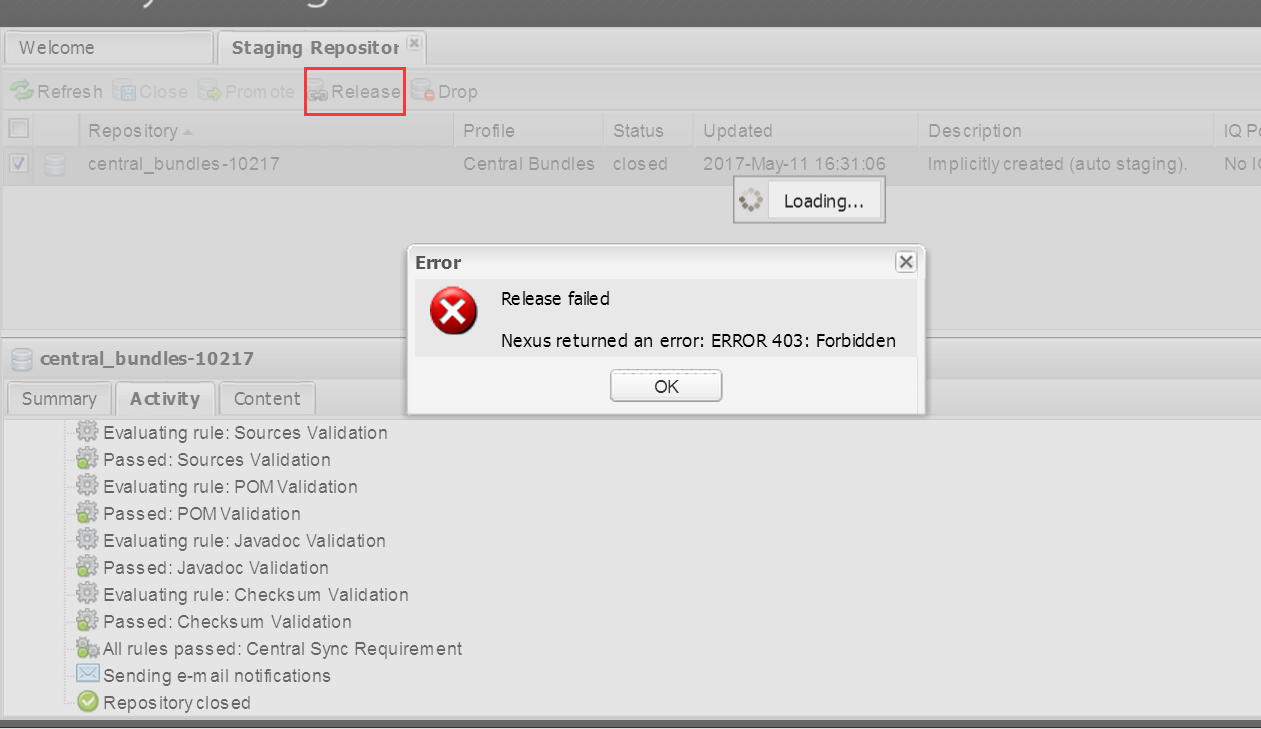 Welcome
Staging Repositor
Refresh Close Promote Release Drop
Repository Profile Status Updated Description IQ Po
central_bundles-10217 Central Bundles closed 2017-May-11 16:31:06 Implicitly created (auto staging). No IQ
Loading...
Error
Release failed
Nexus returned an error: ERROR 403: Forbidden
OK
central_bundles-10217
Summary Activity Content
Evaluating rule: Sources Validation
Passed: Sources Validation
Evaluating rule: POM Validation
Passed: POM Validation
Evaluating rule: Javadoc Validation
Passed: Javadoc Validation
Evaluating rule: Checksum Validation
Passed: Checksum Validation
All rules passed: Central Sync Requirement
Sending e-mail notifications
Repository closed